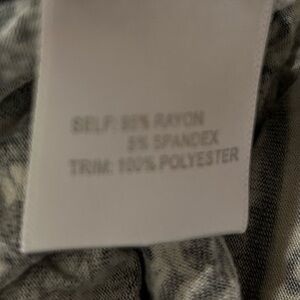 SELF: 95% RAYON
5% SPANDEX
TRIM: 100% POLYESTER